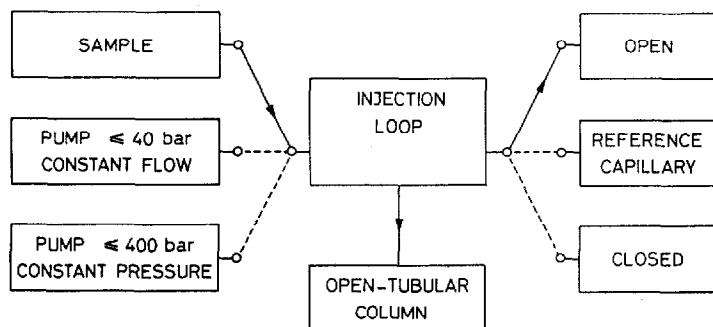 SAMPLE
PUMP ⩽ 40 bar
CONSTANT FLOW
PUMP ⩽ 400 bar
CONSTANT PRESSURE
INJECTION
LOOP
OPEN-TUBULAR
COLUMN
OPEN
REFERENCE
CAPILLARY
CLOSED